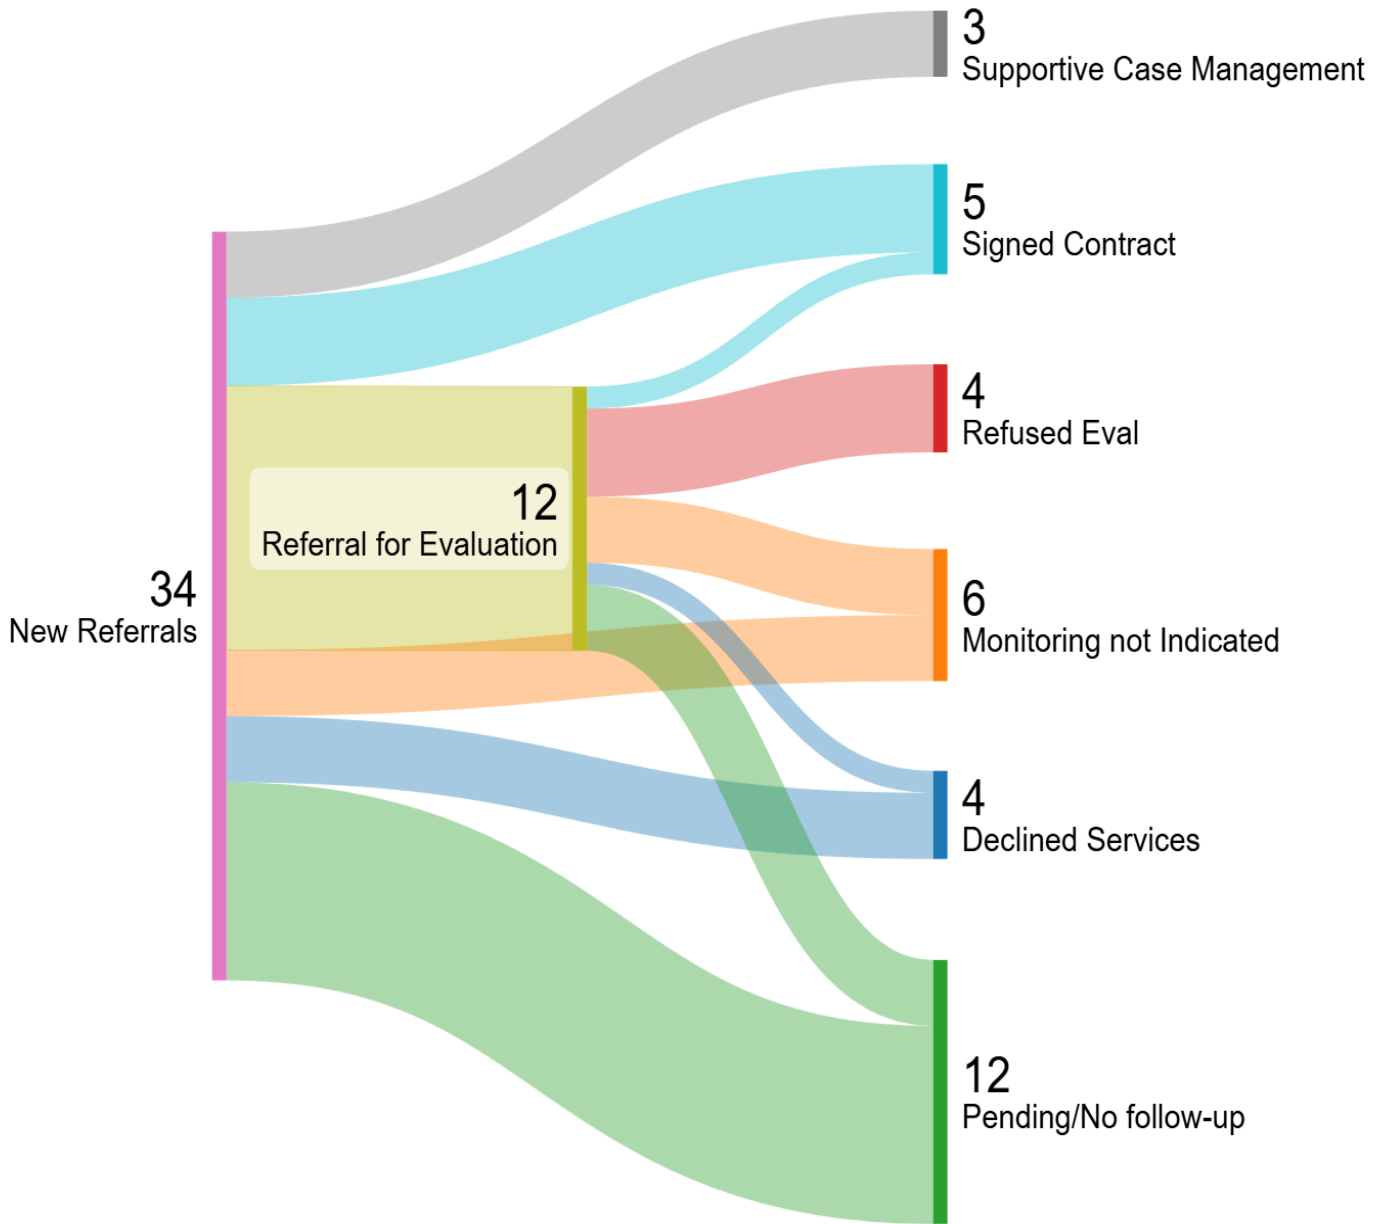 3
Supportive Case Management
5
Signed Contract
4
Refused Eval
12
Referral for Evaluation
34
New Referrals
6
Monitoring not Indicated
4
Declined Services
12
Pending/No follow-up